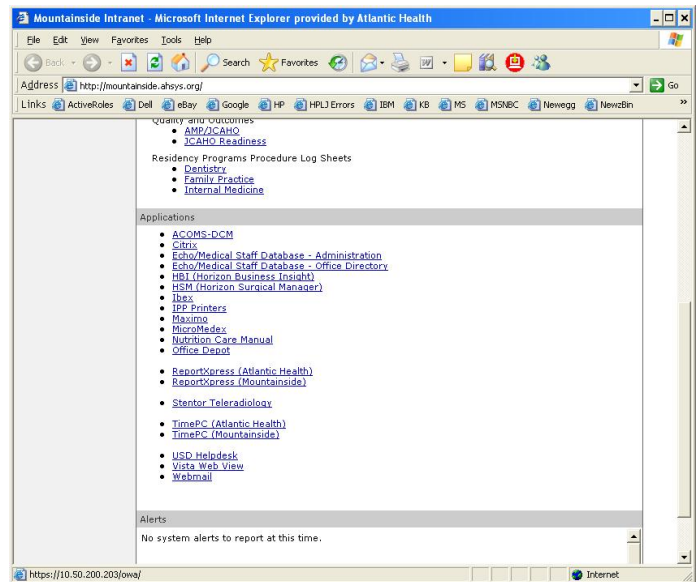 Mountainside Intranet - Microsoft Internet Explorer provided by Atlantic Health
File Edit View Favorites Tools Help
Back Search Favorites
Address http://mountainside.ahsys.org/ Go
Links ActiveRoles Dell eBay Google HP HPLJ Errors IBM KB MS MSNBC Newegg NewzBin »
Quality and Outcomes
AMP/JCAHO
JCAHO Readiness
Residency Programs Procedure Log Sheets
Dentistry
Family Practice
Internal Medicine
Applications
ACOMS-DCM
Citrix
Echo/Medical Staff Database - Administration
Echo/Medical Staff Database - Office Directory
HBI (Horizon Business Insight)
HSM (Horizon Surgical Manager)
Ibex
IPP Printers
Maximo
MicroMedex
Nutrition Care Manual
Office Depot
ReportXpress (Atlantic Health)
ReportXpress (Mountainside)
Stentor Teleradiology
TimePC (Atlantic Health)
TimePC (Mountainside)
USD Helpdesk
Vista Web View
Webmail
Alerts
No system alerts to report at this time.
https://10.50.200.203/owa/ Internet